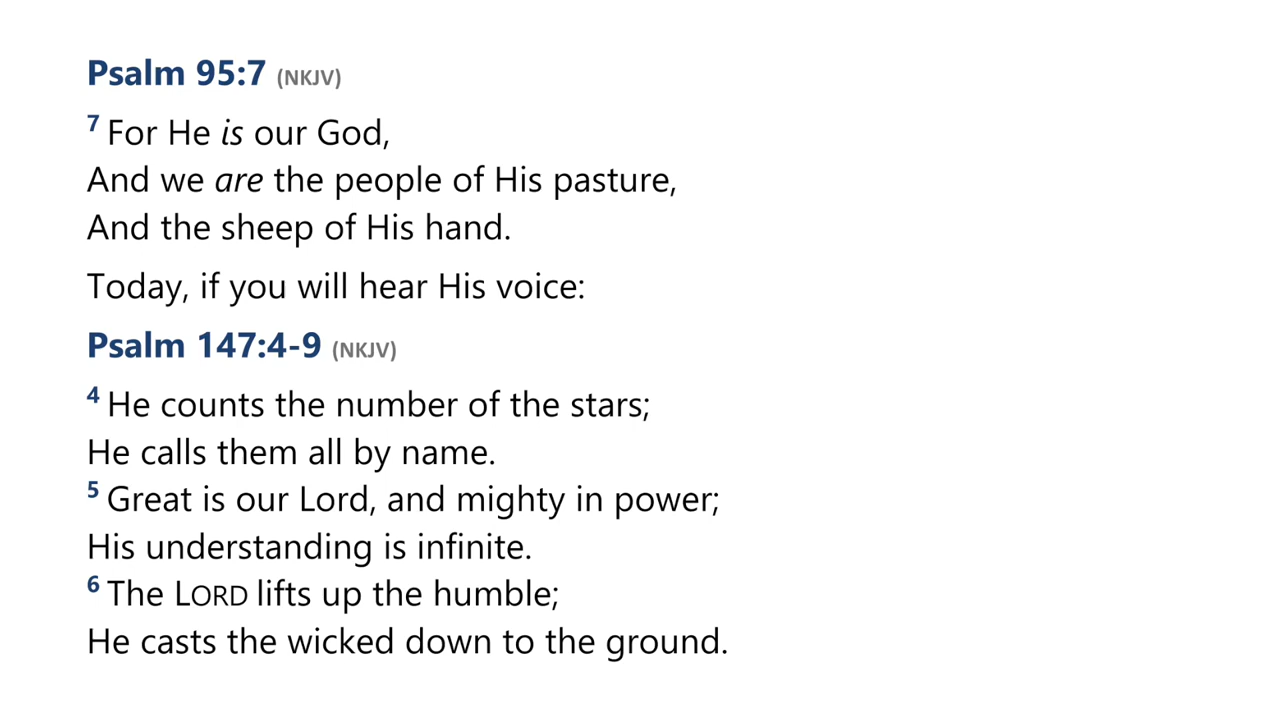 Psalm 95:7 (NKJV)
7 For He is our God,
And we are the people of His pasture,
And the sheep of His hand.
Today, if you will hear His voice:
Psalm 147:4-9 (NKJV)
4 He counts the number of the stars;
He calls them all by name.
5 Great is our Lord, and mighty in power;
His understanding is infinite.
6 The LORD lifts up the humble;
He casts the wicked down to the ground.